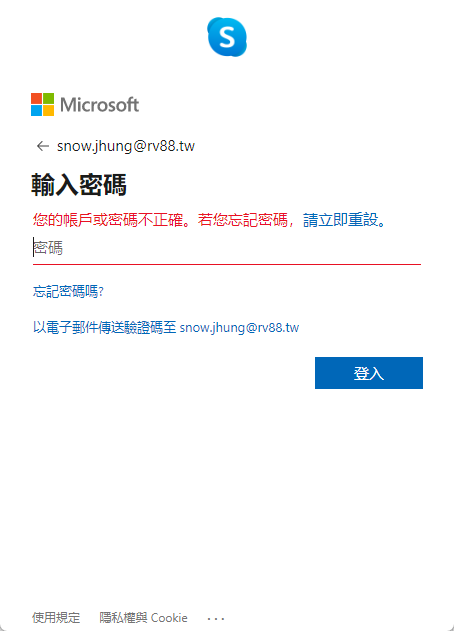 S
Microsoft
← snow.jhung@rv88.tw
輸入密碼
您的帳戶或密碼不正確。若您忘記密碼，請立即重設。
密碼
忘記密碼嗎?
以電子郵件傳送驗證碼至 snow.jhung@rv88.tw
登入
使用規定 隱私權與 Cookie ...